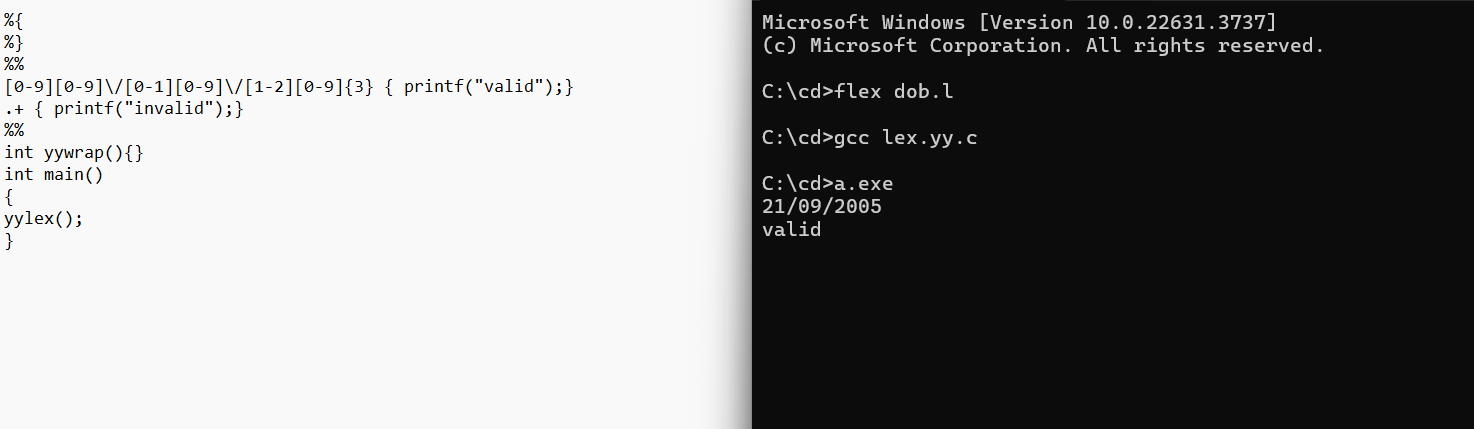 %{
%}
%%
[0-9][0-9]\/[0-1][0-9]\/[1-2][0-9]{3} { printf("valid");}
.+ { printf("invalid");}
%%
int yywrap(){}
int main()
{
yylex();
}
Microsoft Windows [Version 10.0.22631.3737]
(c) Microsoft Corporation. All rights reserved.
C:\cd>flex dob.l
C:\cd>gcc lex.yy.c
C:\cd>a.exe
21/09/2005
valid